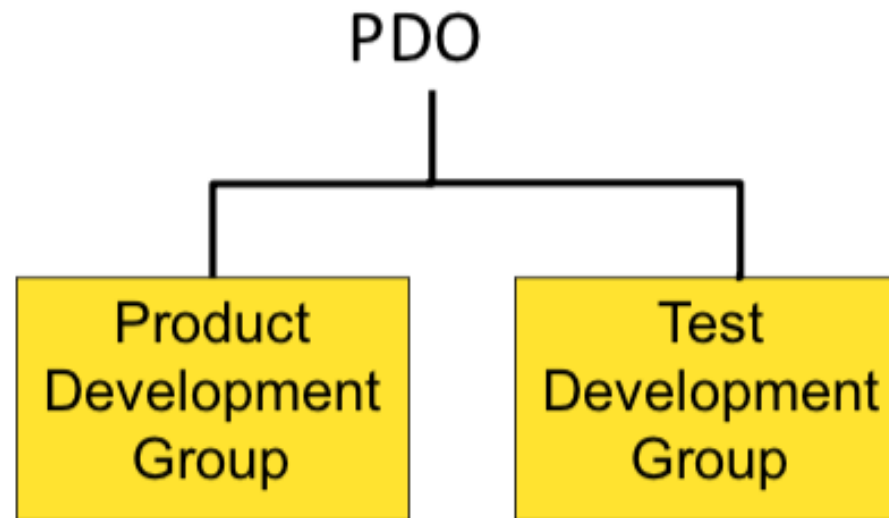 PDO
Product
Development
Group
Test
Development
Group